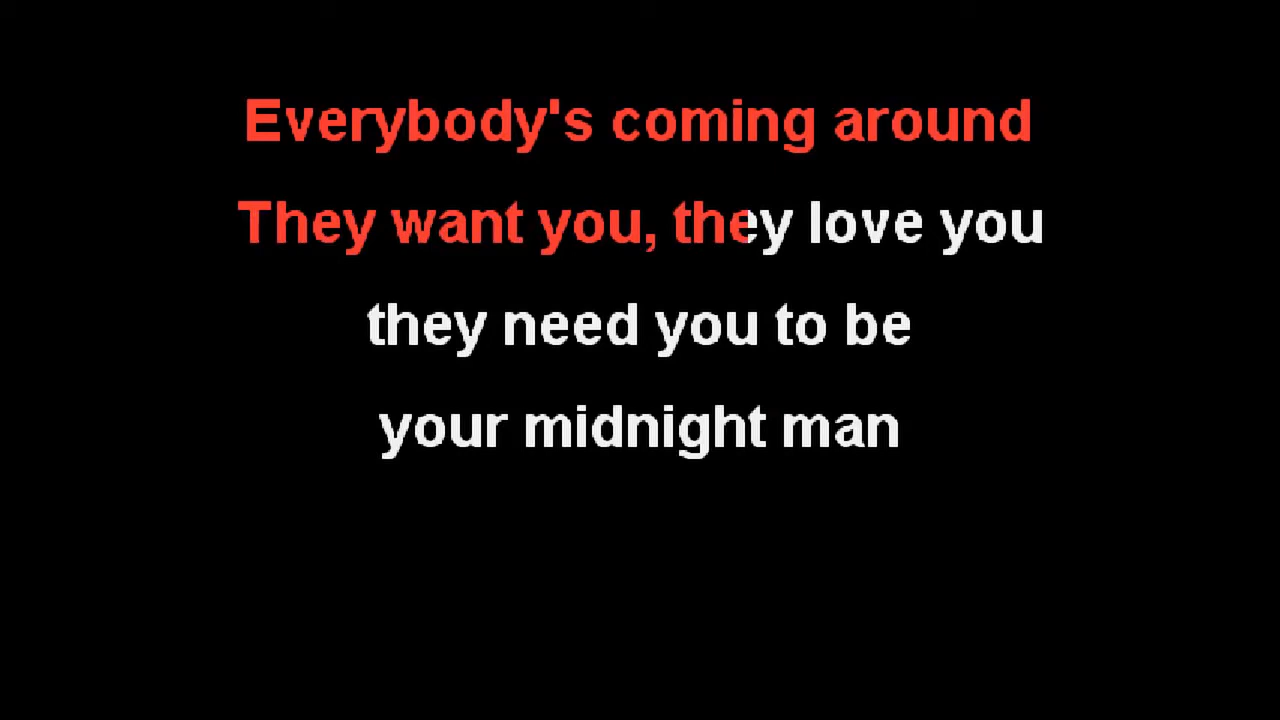 Everybody's coming around
They want you, they love you
they need you to be
your midnight man